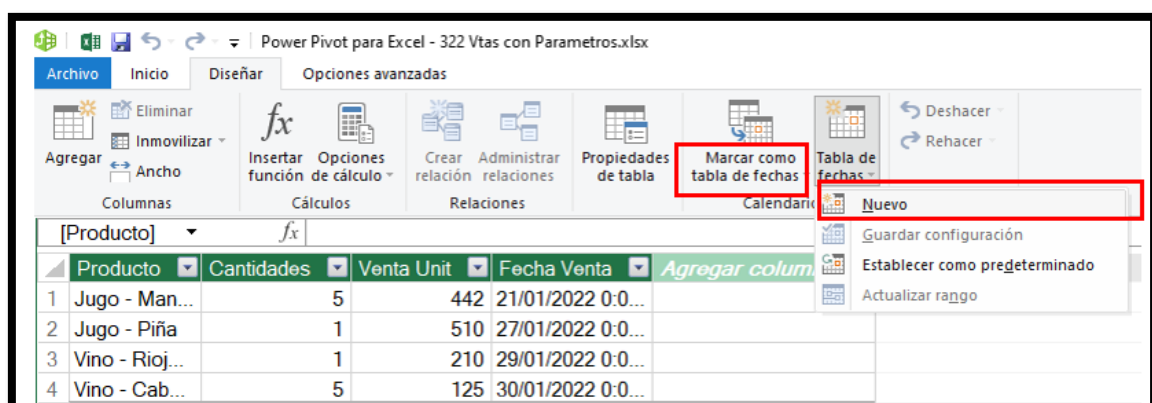 Power Pivot para Excel - 322 Vtas con Parametros.xlsx
Archivo Inicio Diseñar Opciones avanzadas
Agregar
Eliminar
Inmovilizar
Ancho
Columnas
fx
Insertar función
Opciones de cálculo
Cálculos
Crear relación
Administrar relaciones
Relaciones
Propiedades de tabla
Marcar como tabla de fechas
Tabla de fechas
Calendario
Deshacer
Rehacer
Nuevo
Guardar configuración
Establecer como predeterminado
Actualizar rango
[Producto] fx
Producto Cantidades Venta Unit Fecha Venta Agregar colum
1 Jugo - Man... 5 442 21/01/2022 0:0...
2 Jugo - Piña 1 510 27/01/2022 0:0...
3 Vino - Rioj... 1 210 29/01/2022 0:0...
4 Vino - Cab... 5 125 30/01/2022 0:0...